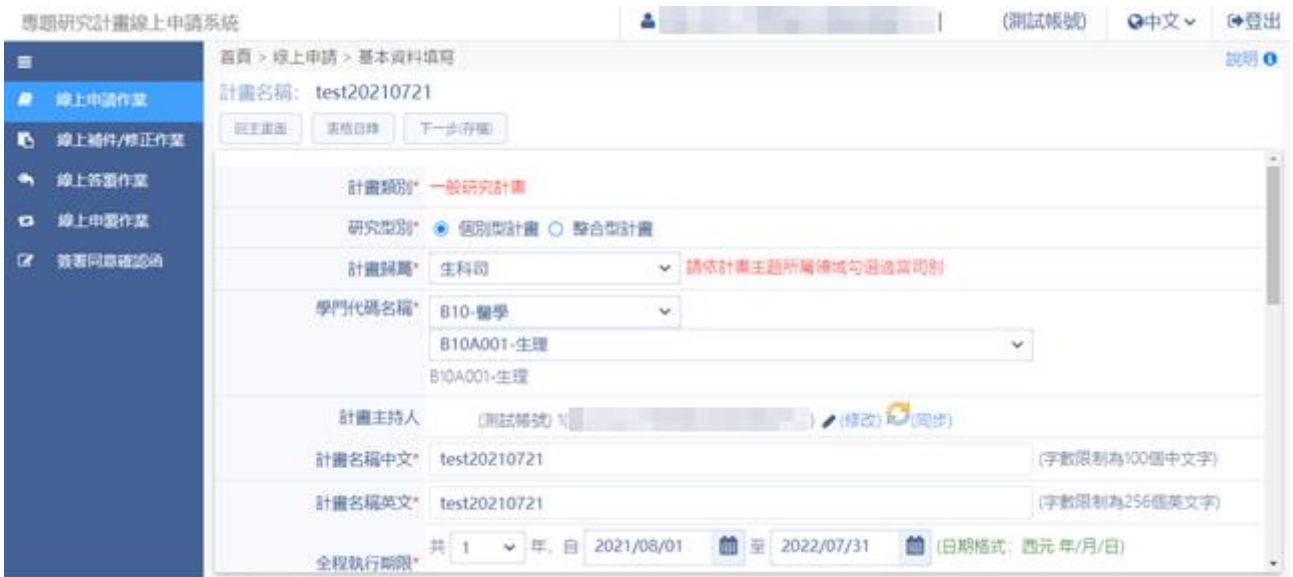 專題研究計畫線上申請系統
(測試帳號) 中文 登出
首頁 > 線上申請 > 基本資料填寫 說明
線上申請作業
線上補件/修正作業
線上答覆作業
線上申覆作業
簽署同意確認函
計畫名稱: test20210721
回主畫面 表格目錄 下一步(存檔)
計畫類別* 一般研究計畫
研究型別* 個別型計畫 整合型計畫
計畫歸屬* 生科司 請依計畫主題所屬領域勾選適當司別
學門代碼名稱* B10-醫學
B10A001-生理
B10A001-生理
計畫主持人 (測試帳號) 1( ) (修改) (同步)
計畫名稱中文* test20210721 (字數限制為100個中文字)
計畫名稱英文* test20210721 (字數限制為256個英文字)
全程執行期限* 共 1 年, 自 2021/08/01 至 2022/07/31 (日期格式: 西元 年/月/日)